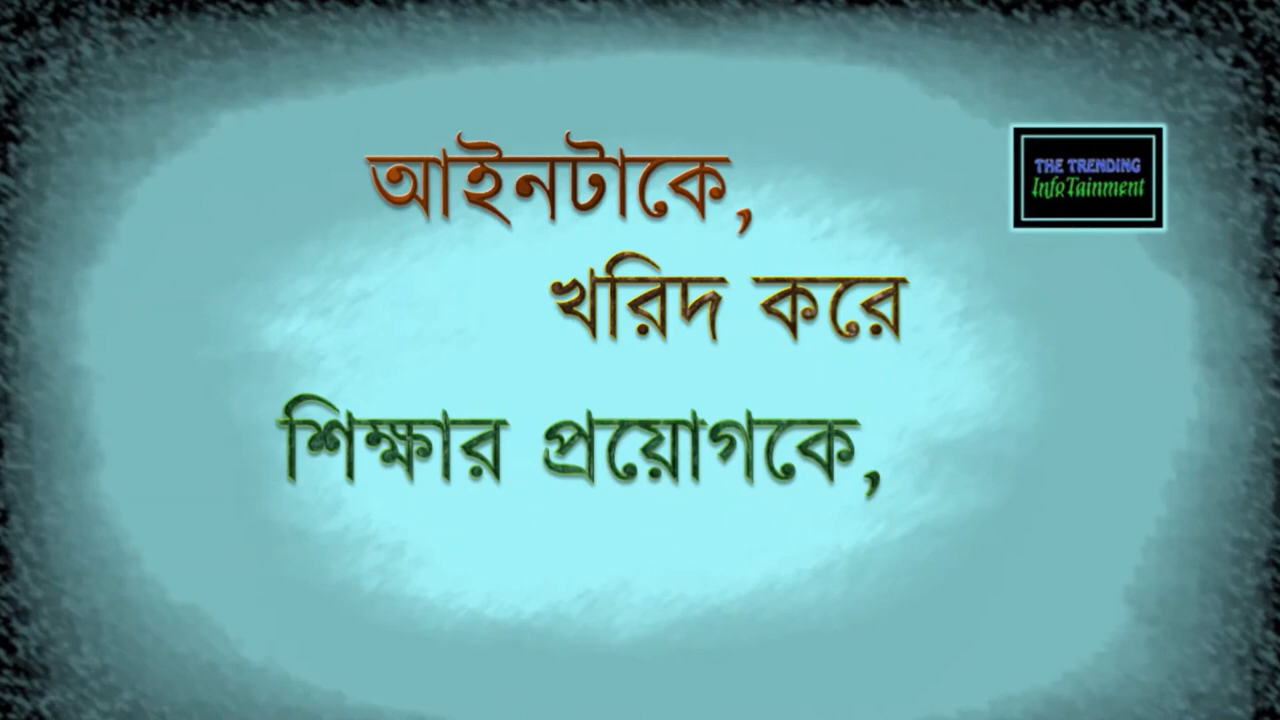 আইনটাকে,
THE TRENDING
InfoTainment
খরিদ করে
শিক্ষার প্রয়োগকে,